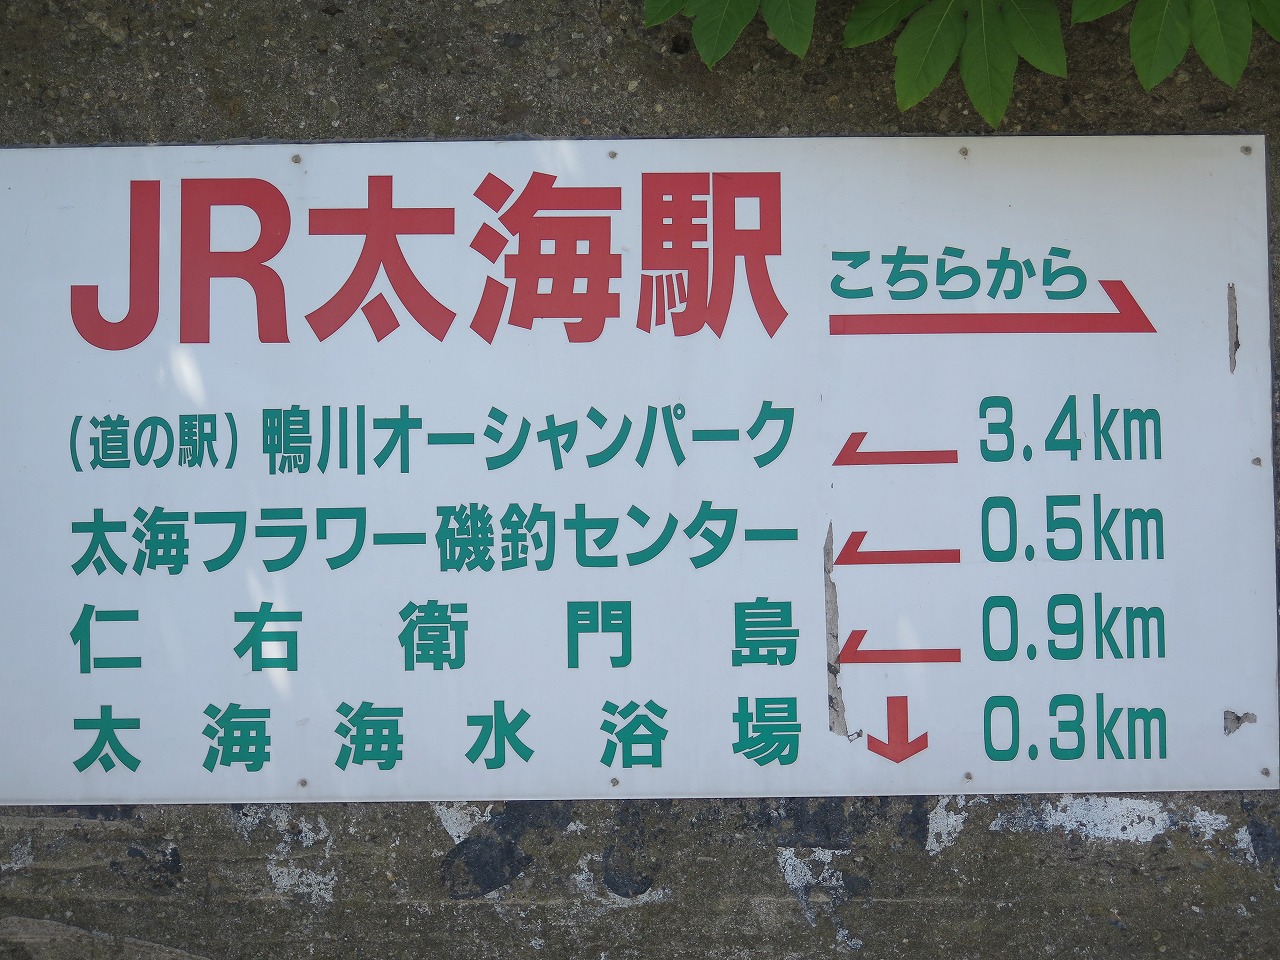 JR太海駅 こちらから
(道の駅) 鴨川オーシャンパーク 3.4km
太海フラワー磯釣センター 0.5km
仁右衛門島 0.9km
太海海水浴場 0.3km